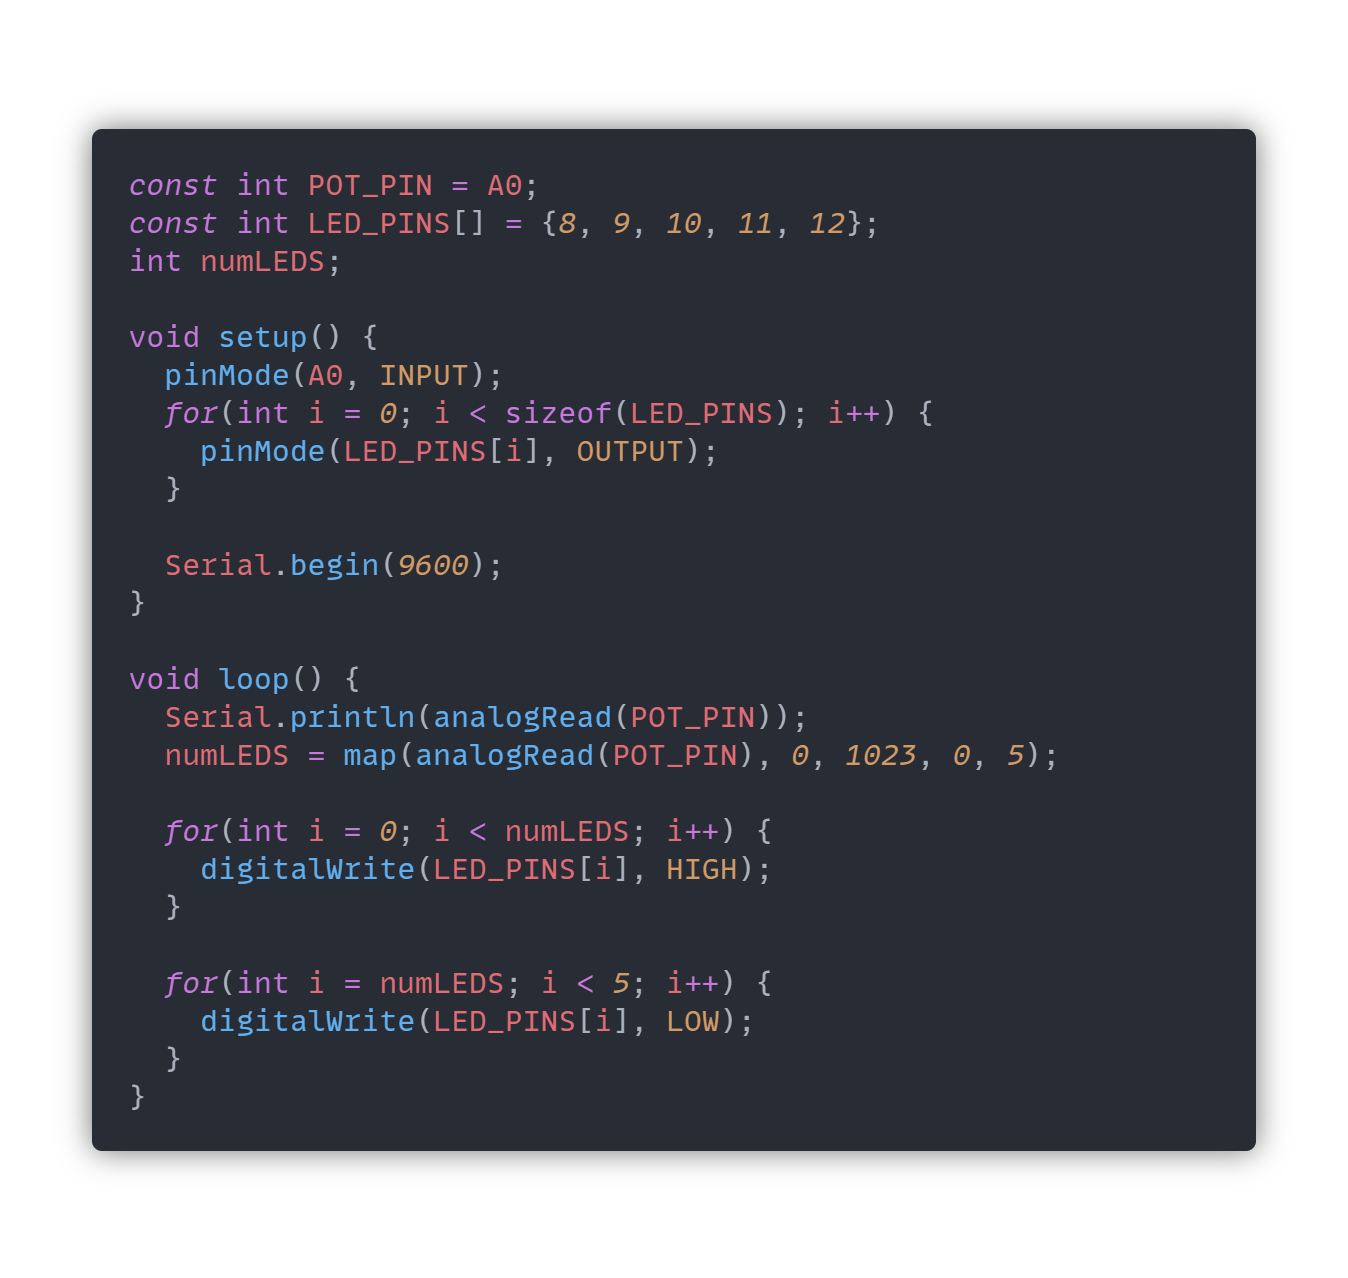 const int POT_PIN = A0;
const int LED_PINS[] = {8, 9, 10, 11, 12};
int numLEDS;

void setup() {
  pinMode(A0, INPUT);
  for(int i = 0; i < sizeof(LED_PINS); i++) {
    pinMode(LED_PINS[i], OUTPUT);
  }

  Serial.begin(9600);
}

void loop() {
  Serial.println(analogRead(POT_PIN));
  numLEDS = map(analogRead(POT_PIN), 0, 1023, 0, 5);

  for(int i = 0; i < numLEDS; i++) {
    digitalWrite(LED_PINS[i], HIGH);
  }

  for(int i = numLEDS; i < 5; i++) {
    digitalWrite(LED_PINS[i], LOW);
  }
}